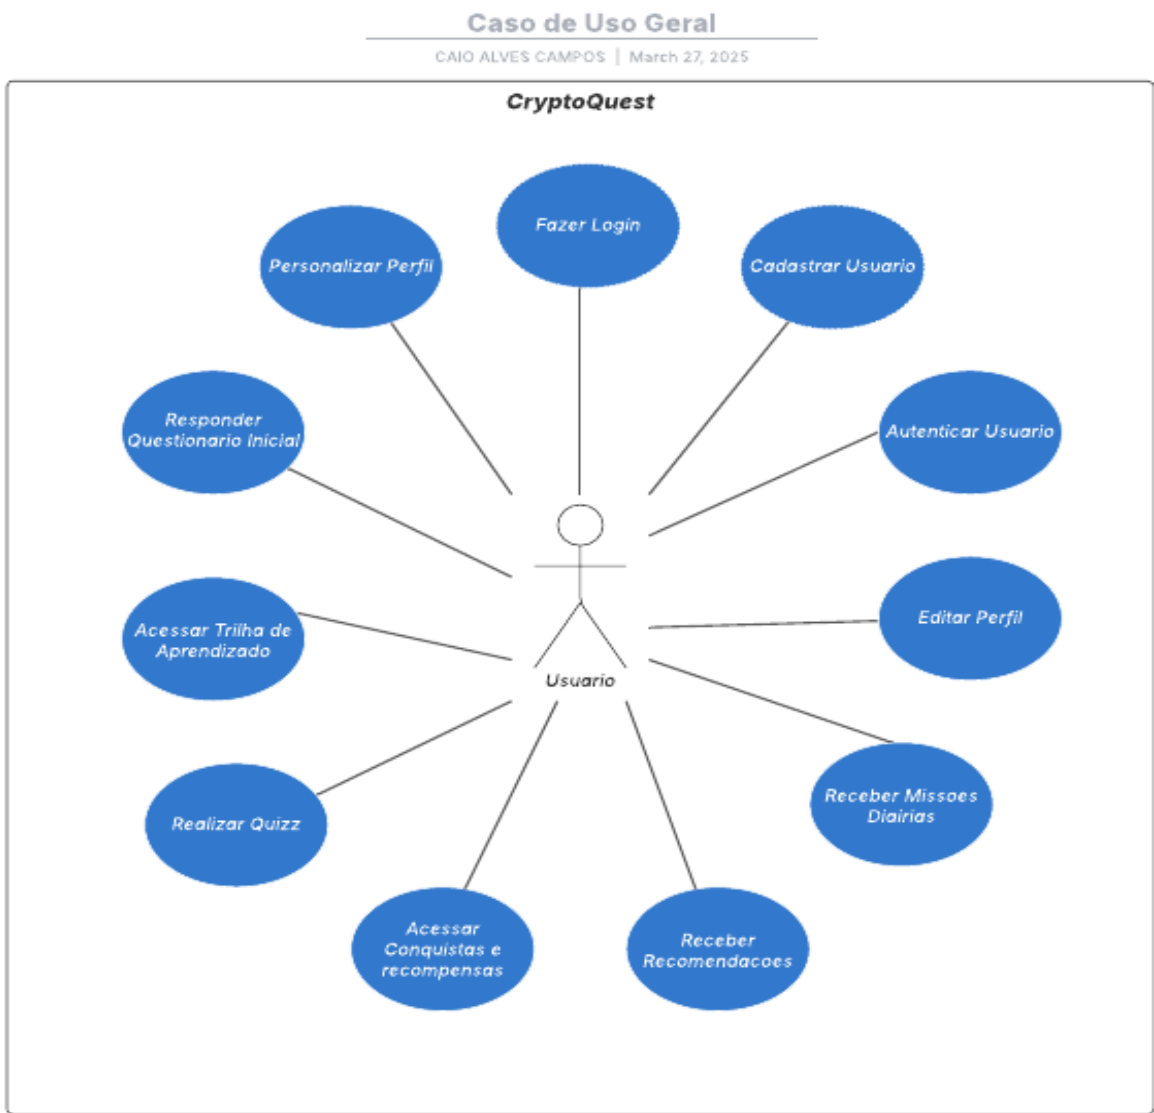 Caso de Uso Geral
CAIO ALVES CAMPOS | March 27, 2025
CryptoQuest
Fazer Login
Personalizar Perfil
Cadastrar Usuario
Responder
Questionario Inicial
Autenticar Usuario
Acessar Trilha de
Aprendizado
Editar Perfil
Usuario
Realizar Quizz
Receber Missoes
Diairias
Acessar
Conquistas e
recompensas
Receber
Recomendacoes